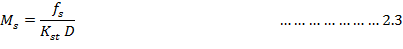 M_s = f_s / (K_st D) … … … … … … … 2.3